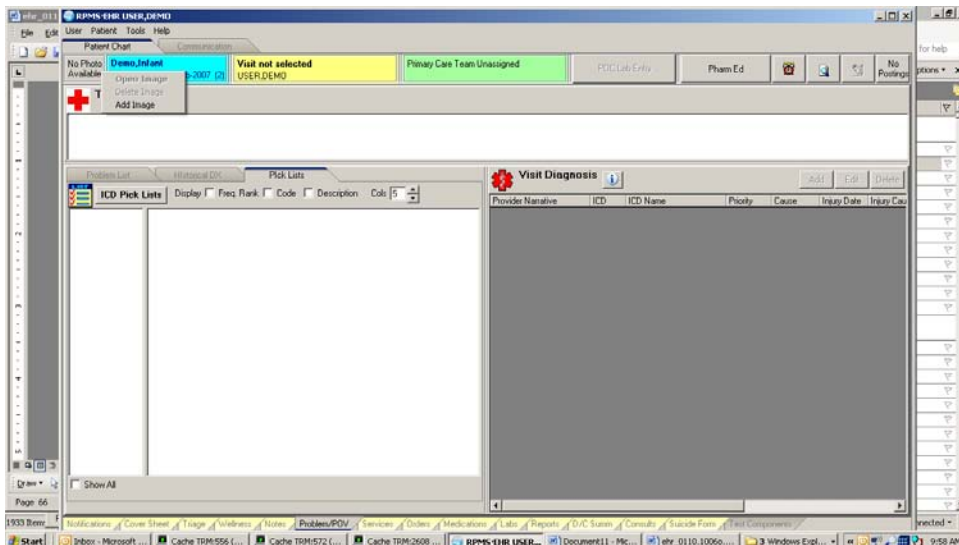 RPMS-EHR USER,DEMO
User Patient Tools Help
Patient Chart Communication
No Photo Available
Demo,Infant
2007 [2]
Visit not selected
USER,DEMO
Primary Care Team Unassigned
POC Lab Entry
Pharm Ed
No Postings
Open Image
Delete Image
Add Image
Problem List Historical DX Pick Lists
ICD Pick Lists Display Freq. Rank Code Description Cols 5
Visit Diagnosis
Add Edit Delete
Provider Narrative ICD ICD Name Priority Cause Injury Date Injury Cau
Show All
Notifications Cover Sheet Triage Wellness Notes Problem/POV Services Orders Medications Labs Reports D/C Summ Consults Suicide Form Test Components
File Edit
for help
Draw
Page 66
Start Inbox - Microsoft ... Cache TRM:556 (... Cache TRM:572 (... Cache TRM:2608 ... RPMS-EHR USER... Document11 - Mic... ehr_0110.1006o.... 3 Windows Expl... 9:58 AM